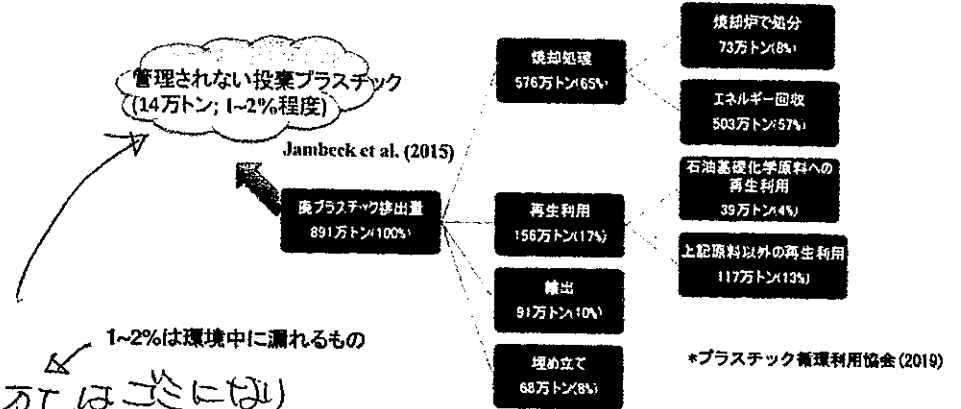 管理されない投棄プラスチック
(14万トン; 1~2%程度)
Jambeck et al. (2015)
廃プラスチック排出量
891万トン(100%)
焼却処理
576万トン(65%)
焼却炉で処分
73万トン(8%)
エネルギー回収
503万トン(57%)
再生利用
156万トン(17%)
石油基礎化学原料への
再生利用
39万トン(4%)
上記原料以外の再生利用
117万トン(13%)
輸出
91万トン(10%)
埋め立て
68万トン(8%)
1~2%は環境中に漏れるもの
*プラスチック循環利用協会(2019)
はゴミになり